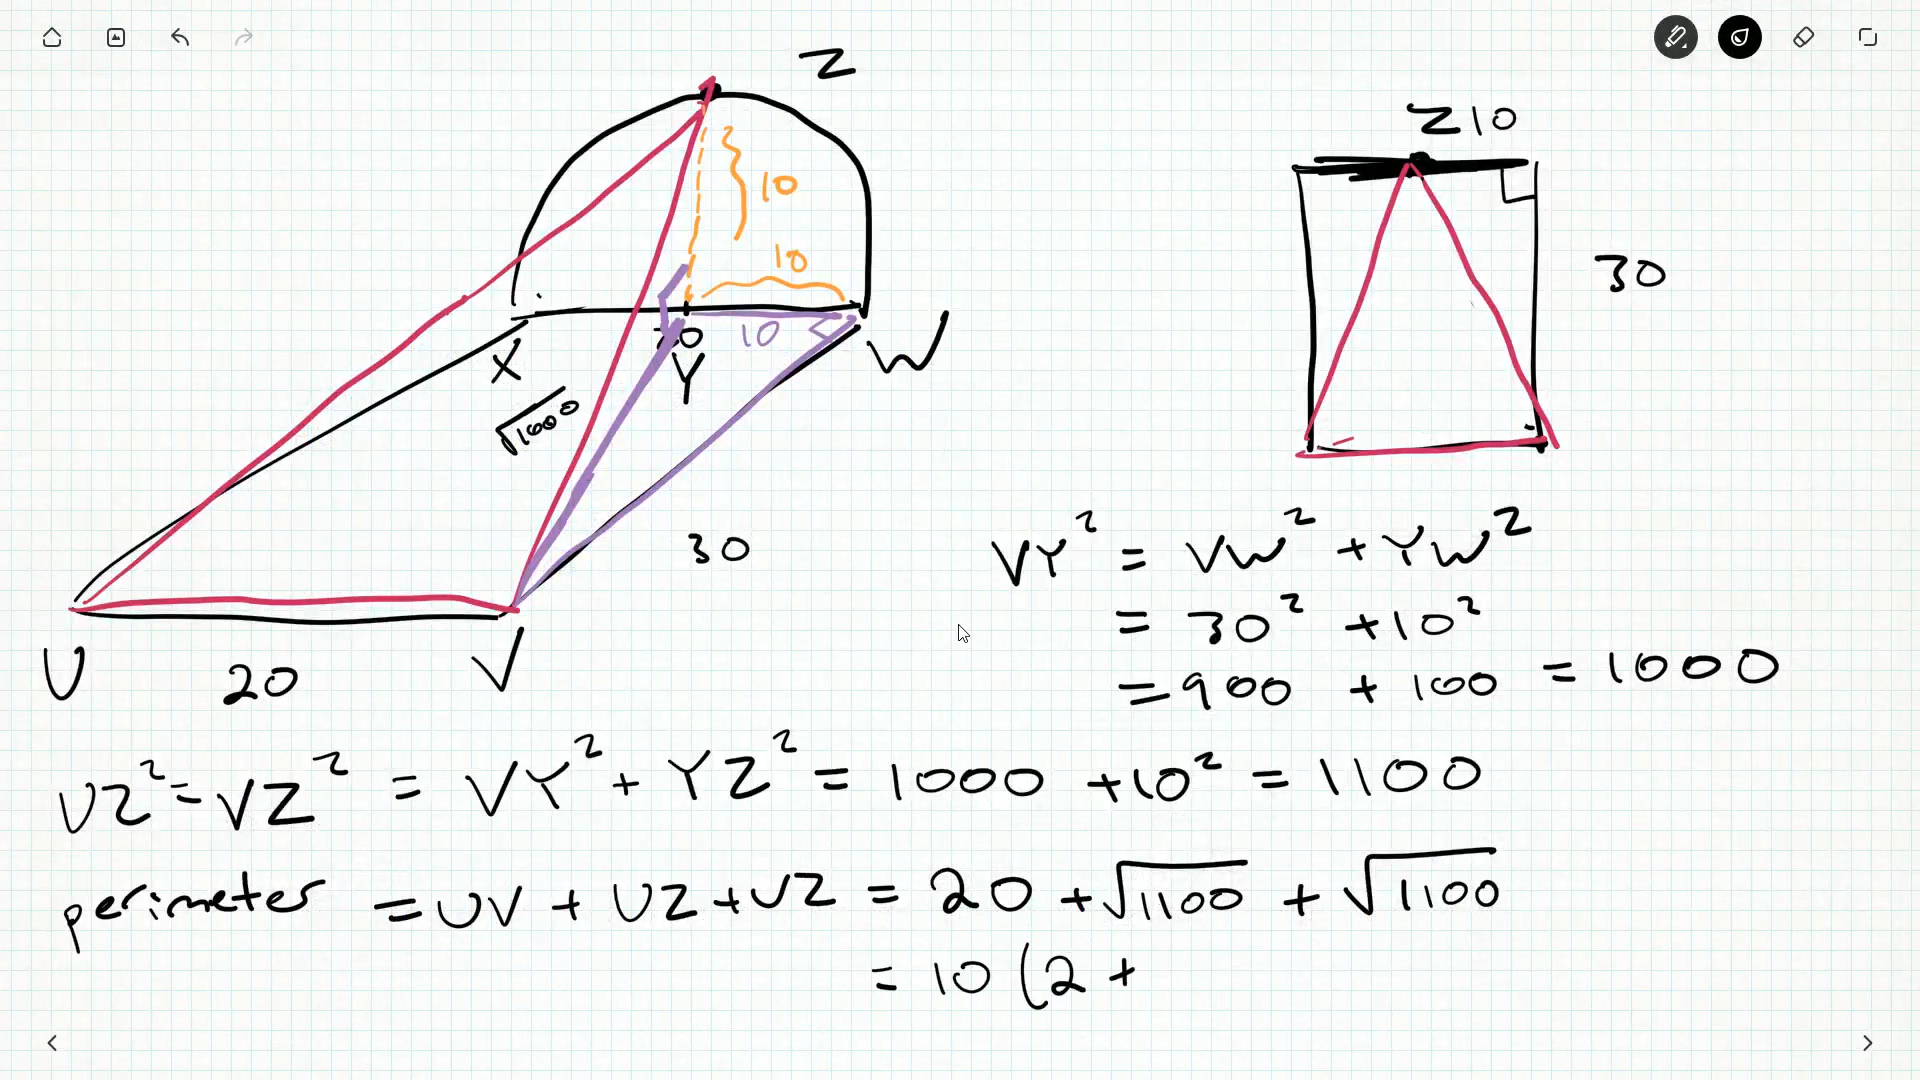 Z
Z 10
10
10
10
Y
X
W
√1000
30
30
U
20
V
VY² = VW² + YW²
= 30² + 10²
= 900 + 100 = 1000
UZ² = VZ² = VY² + YZ² = 1000 + 10² = 1100
perimeter = UV + UZ + VZ = 20 + √1100 + √1100
= 10 (2 +